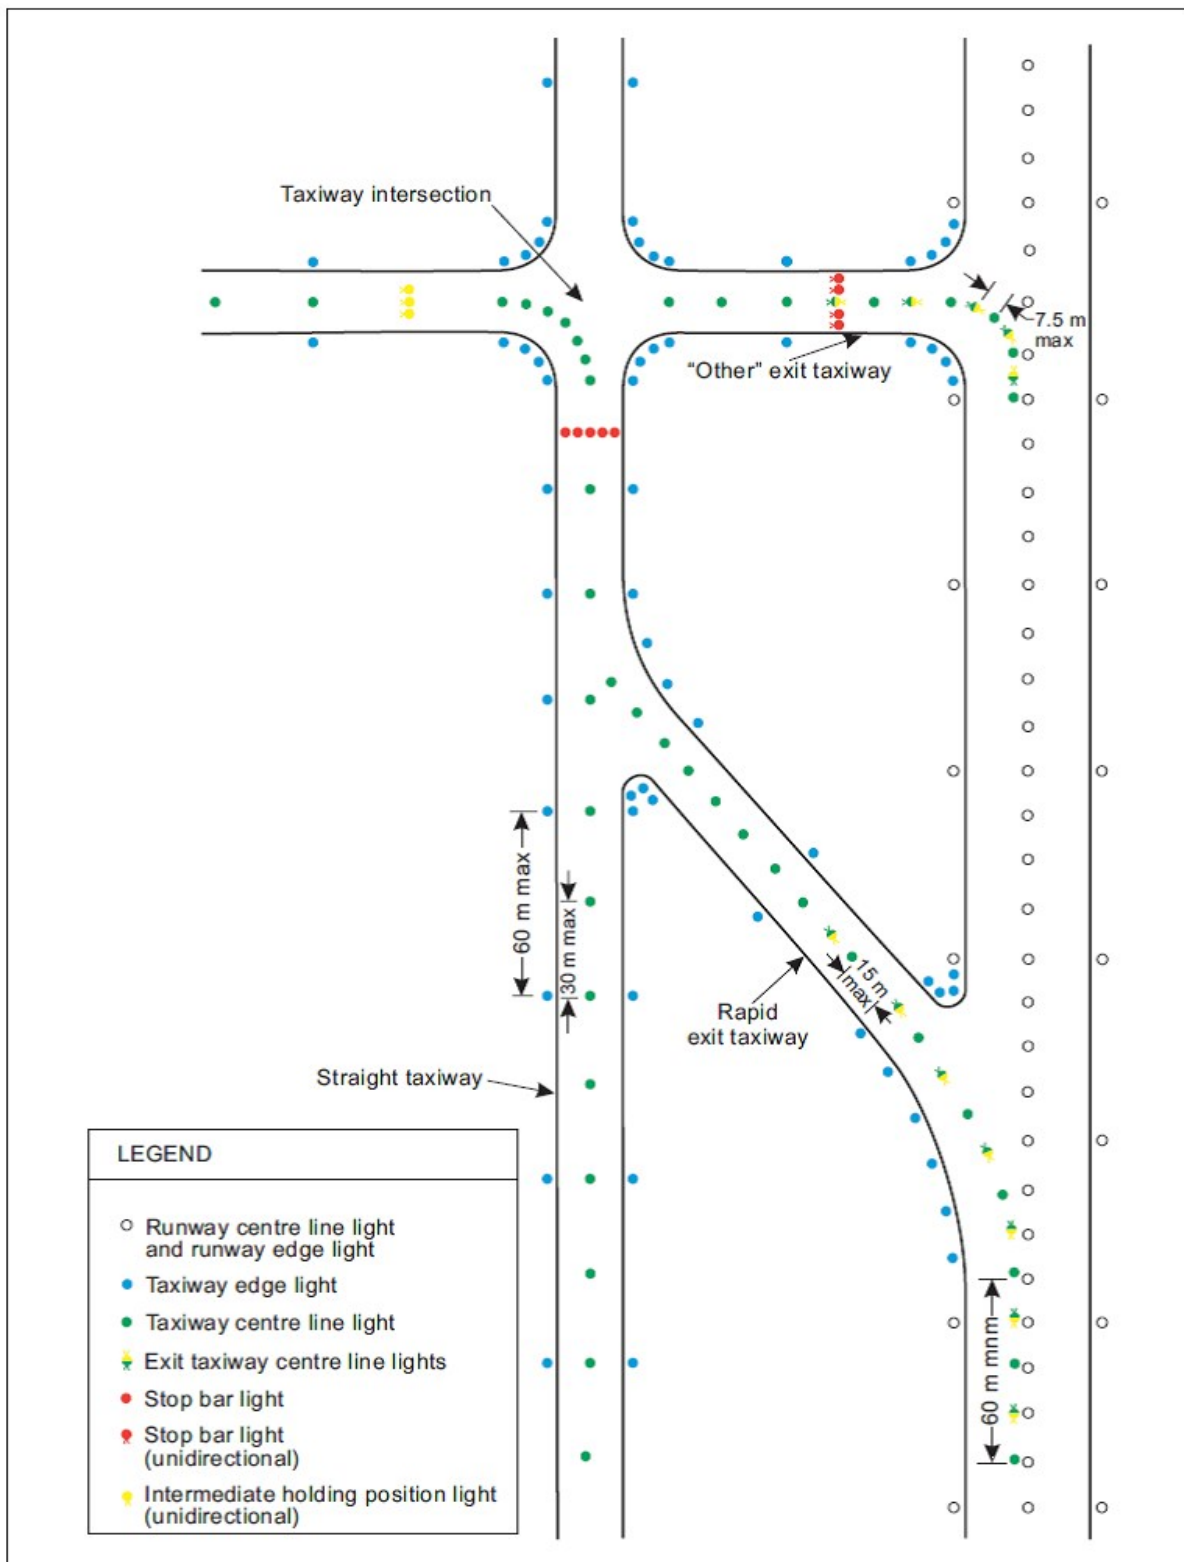 Taxiway intersection
7.5 m
max
“Other” exit taxiway
60 m max
30 m max
15 m
max
Rapid
exit taxiway
Straight taxiway
60 m mnm
LEGEND
Runway centre line light
and runway edge light
Taxiway edge light
Taxiway centre line light
Exit taxiway centre line lights
Stop bar light
Stop bar light
(unidirectional)
Intermediate holding position light
(unidirectional)